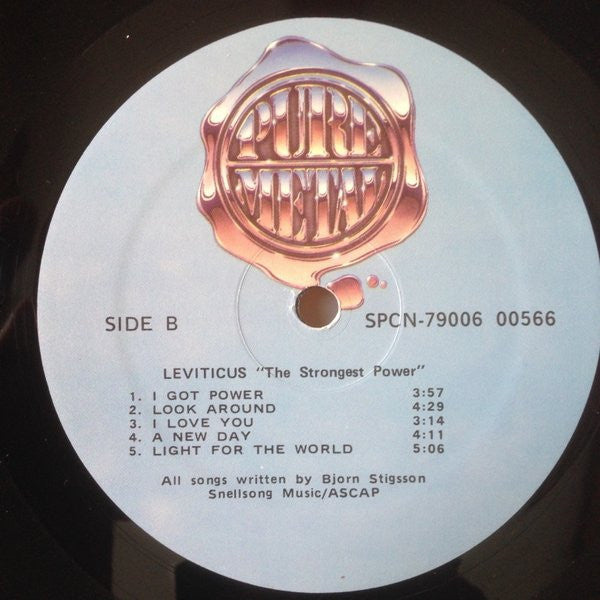 PURE
METAL
SIDE B
SPCN-79006 00566
LEVITICUS "The Strongest Power"
1. I GOT POWER 3:57
2. LOOK AROUND 4:29
3. I LOVE YOU 3:14
4. A NEW DAY 4:11
5. LIGHT FOR THE WORLD 5:06
All songs written by Bjorn Stigsson
Snellsong Music/ASCAP